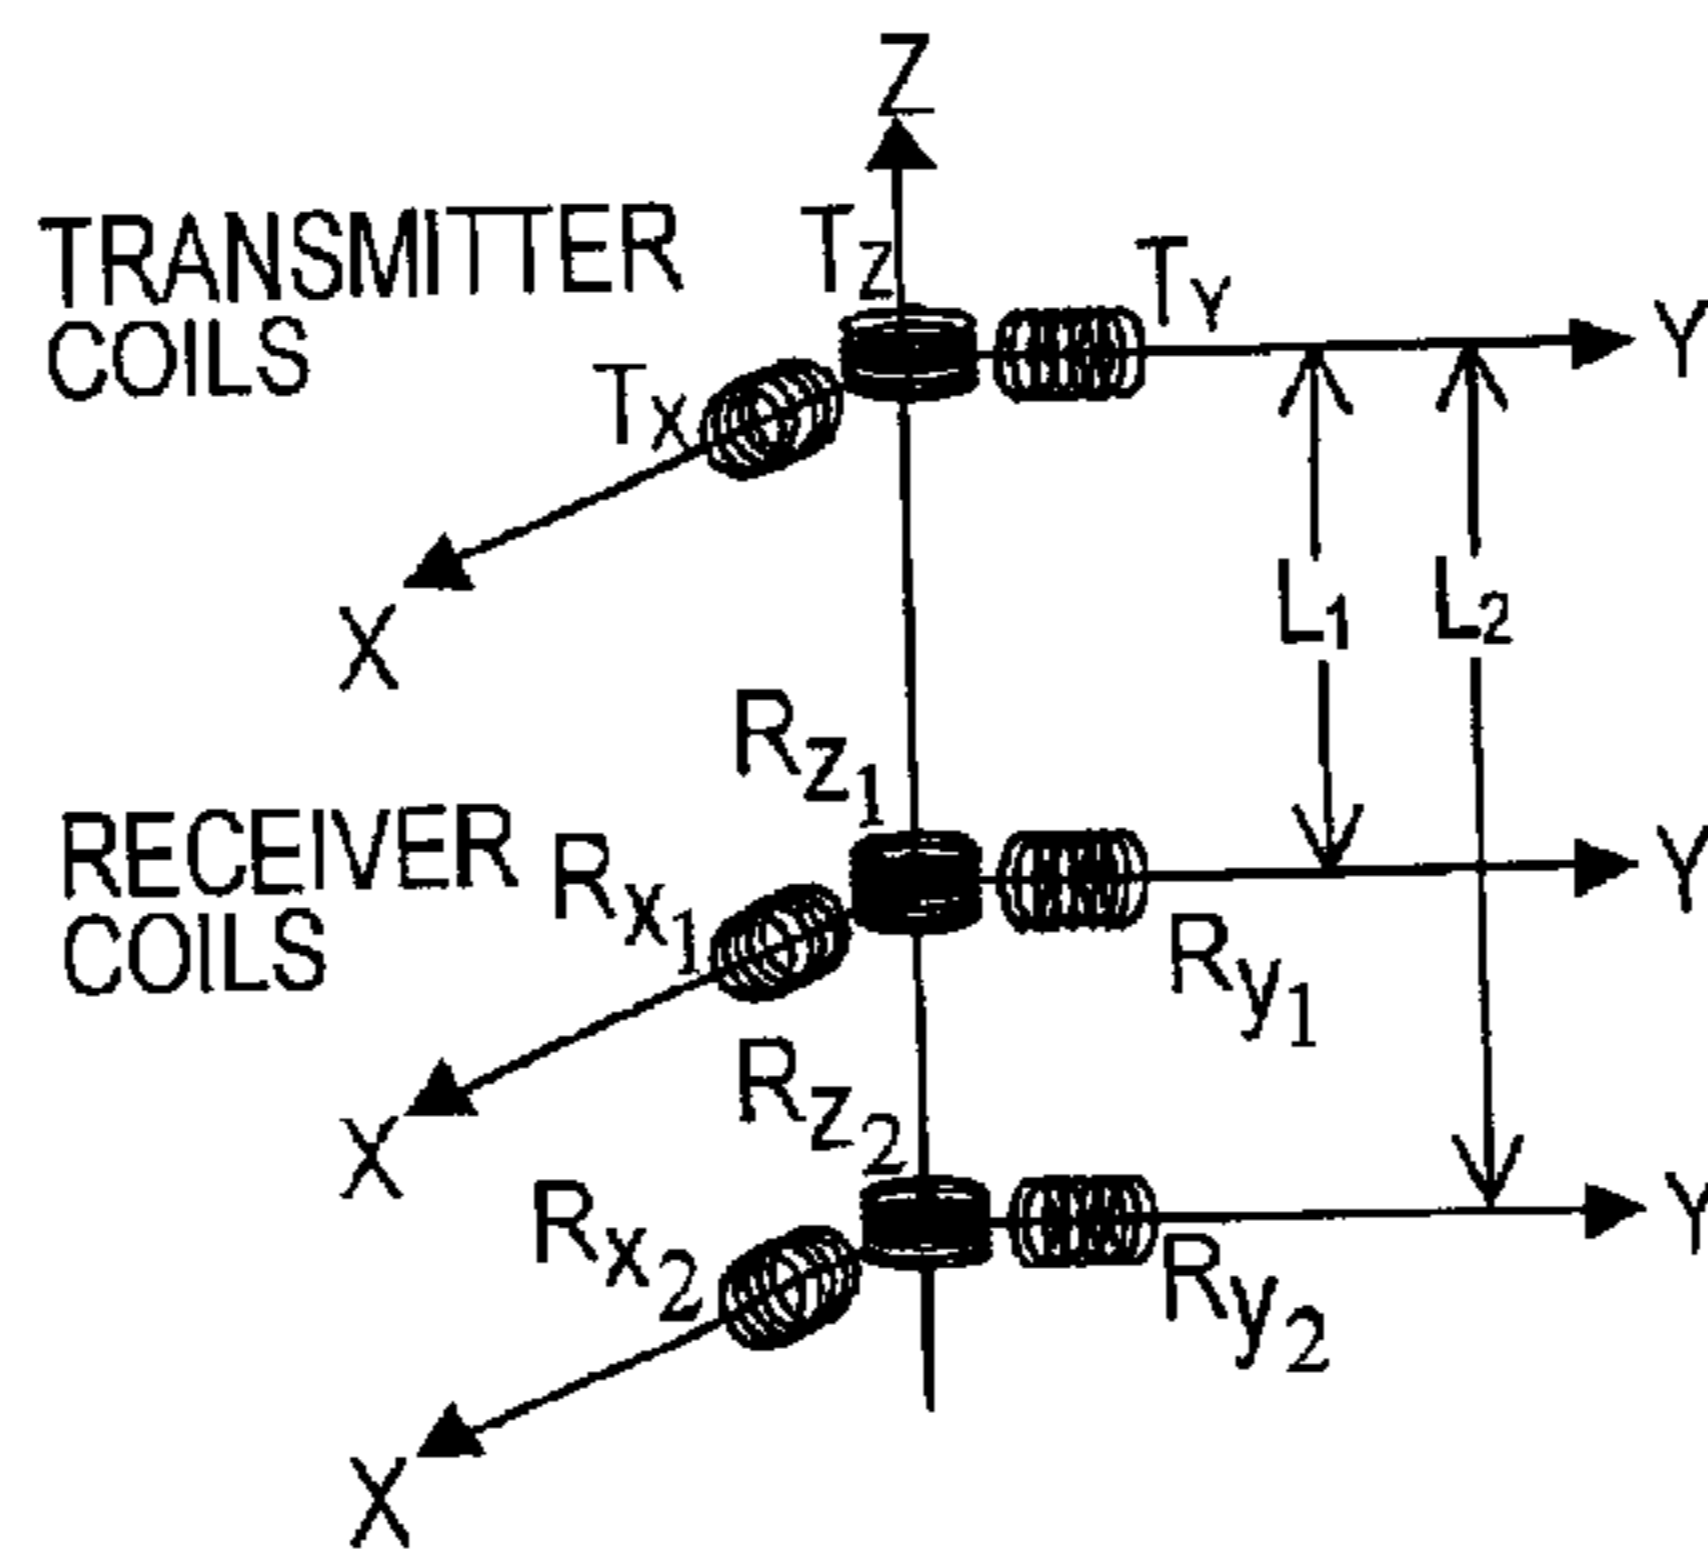 Z
TRANSMITTER
COILS
TZ
TY
Y
TX
X
L1
L2
RZ1
RECEIVER
COILS
RX1
Y
Ry1
X
RZ2
RX2
Y
Ry2
X